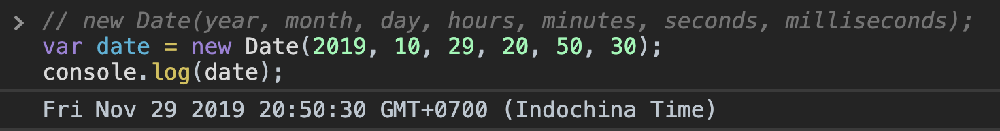 > // new Date(year, month, day, hours, minutes, seconds, milliseconds);
var date = new Date(2019, 10, 29, 20, 50, 30);
console.log(date);
Fri Nov 29 2019 20:50:30 GMT+0700 (Indochina Time)